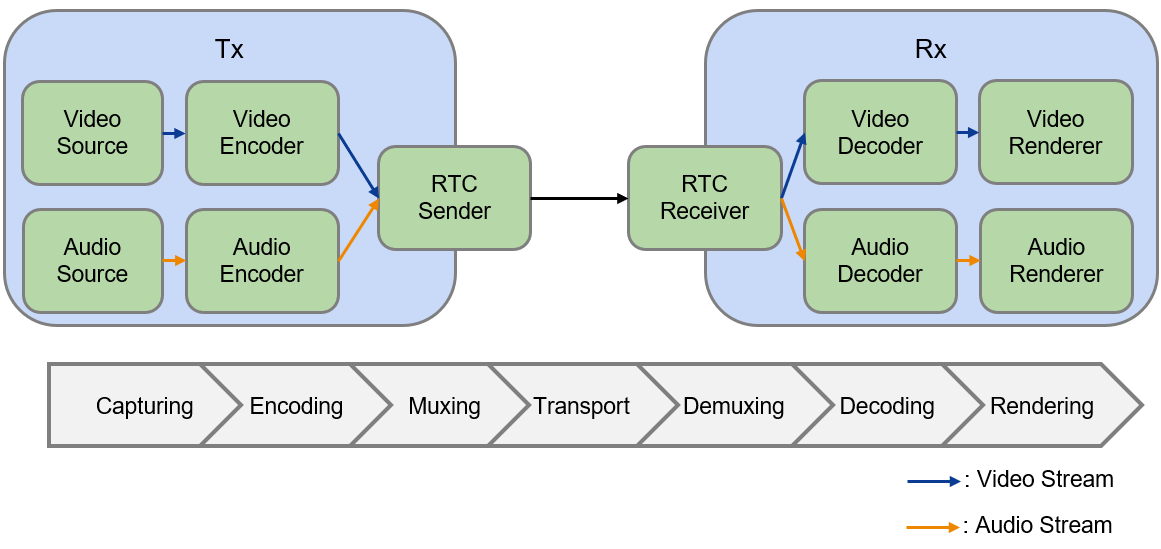 Tx
Video
Source
Video
Encoder
Audio
Source
Audio
Encoder
RTC
Sender
Rx
RTC
Receiver
Video
Decoder
Video
Renderer
Audio
Decoder
Audio
Renderer
Capturing
Encoding
Muxing
Transport
Demuxing
Decoding
Rendering
: Video Stream
: Audio Stream